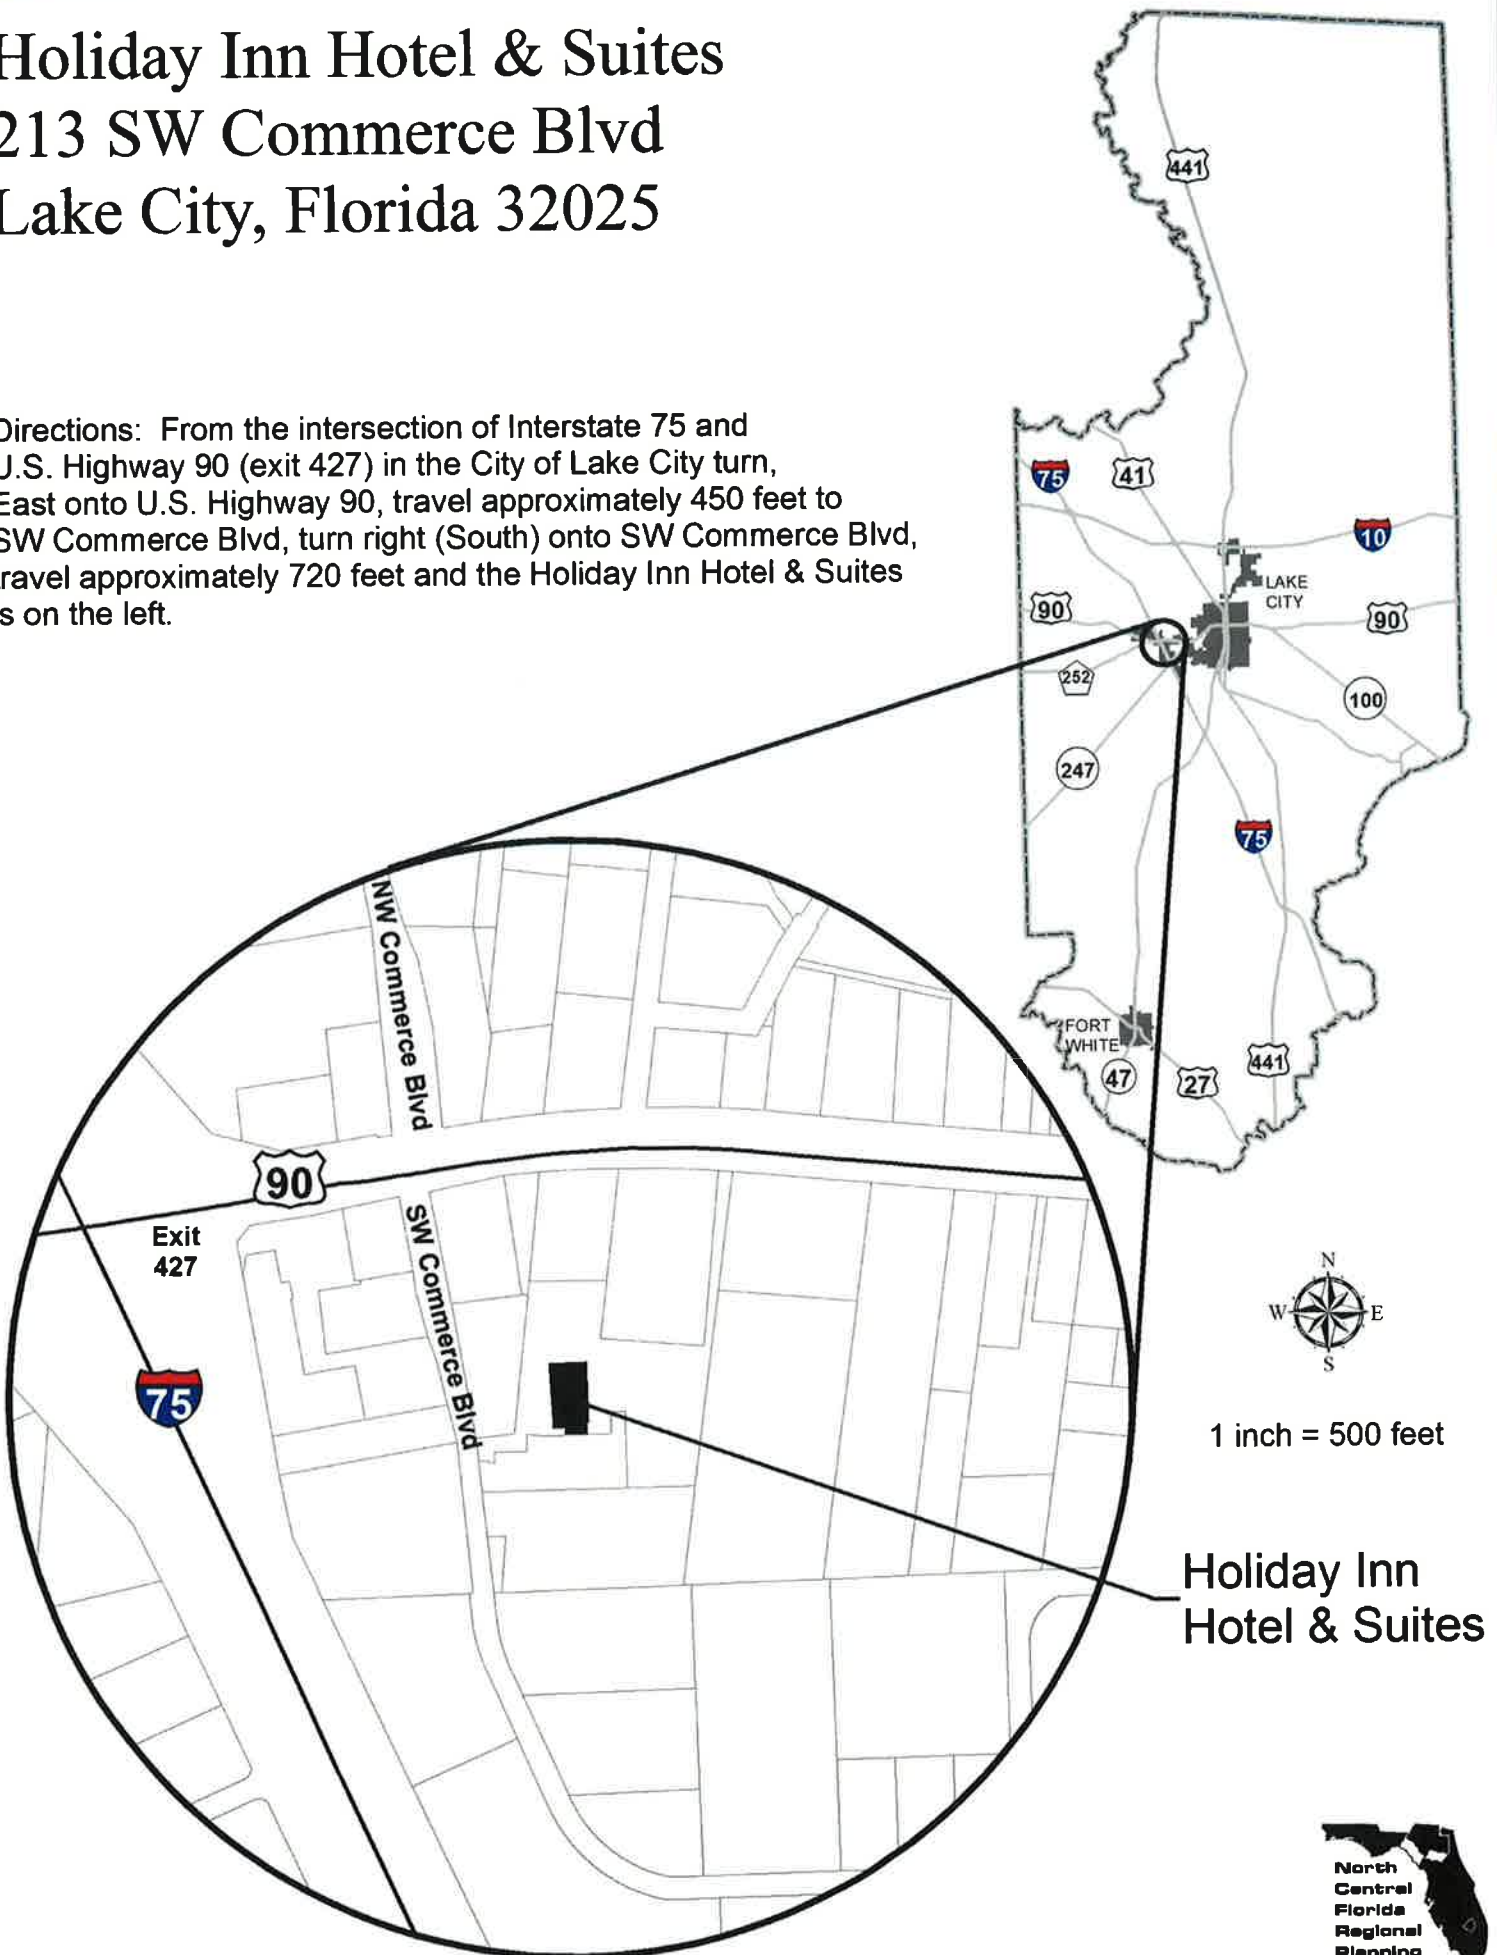 Holiday Inn Hotel & Suites
213 SW Commerce Blvd
Lake City, Florida 32025
Directions: From the intersection of Interstate 75 and
U.S. Highway 90 (exit 427) in the City of Lake City turn,
East onto U.S. Highway 90, travel approximately 450 feet to
SW Commerce Blvd, turn right (South) onto SW Commerce Blvd,
travel approximately 720 feet and the Holiday Inn Hotel & Suites
is on the left.
441
75
41
10
LAKE
CITY
90
90
252
100
247
75
FORT
WHITE
47
27
441
NW Commerce Blvd
90
Exit
427
SW Commerce Blvd
75
N
W
E
S
1 inch = 500 feet
Holiday Inn
Hotel & Suites
North
Central
Florida
Regional
Planning